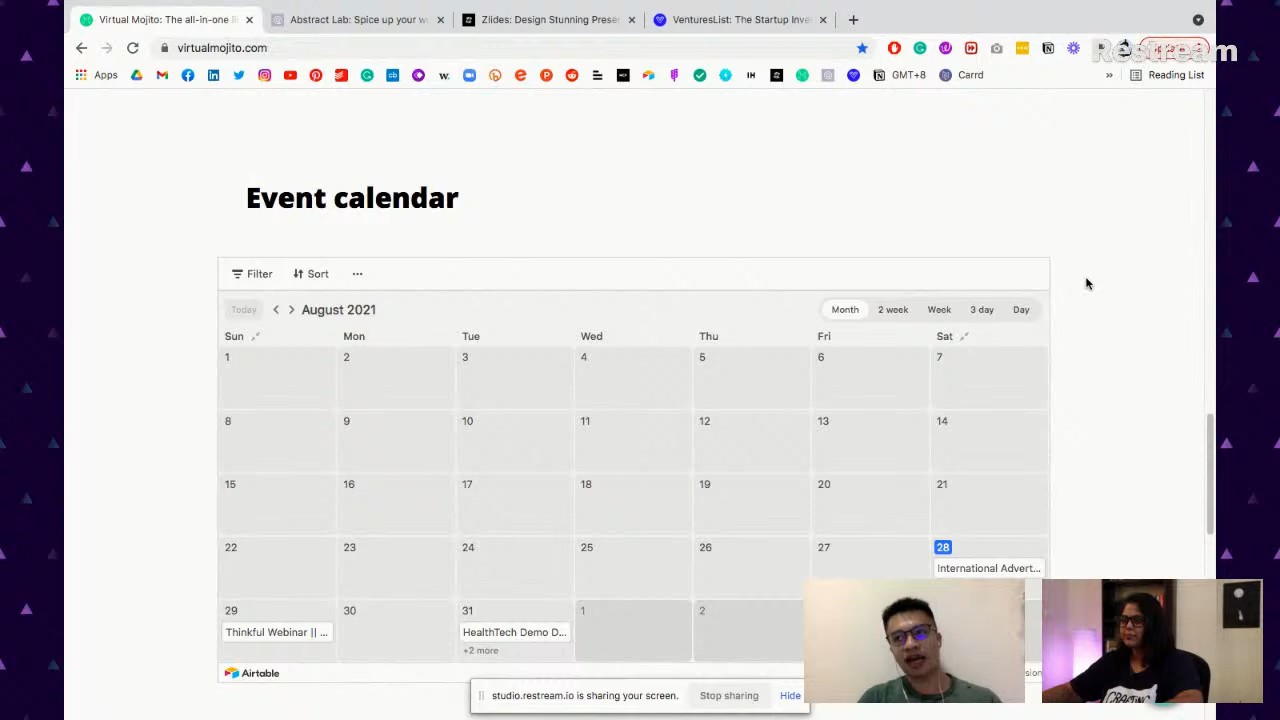 Virtual Mojito: The all-in-one
Abstract Lab: Spice up your w
Zlides: Design Stunning Prese
VenturesList: The Startup Inve
virtualmojito.com
Restream
Apps
GMT+8
Carrd
Reading List
Event calendar
Filter
Sort
Today
August 2021
Month
2 week
Week
3 day
Day
Sun Mon Tue Wed Thu Fri Sat
1 2 3 4 5 6 7
8 9 10 11 12 13 14
15 16 17 18 19 20 21
22 23 24 25 26 27 28
International Advert...
29 30 31 1 2
Thinkful Webinar || ...
HealthTech Demo D...
+2 more
Airtable
studio.restream.io is sharing your screen.
Stop sharing
Hide